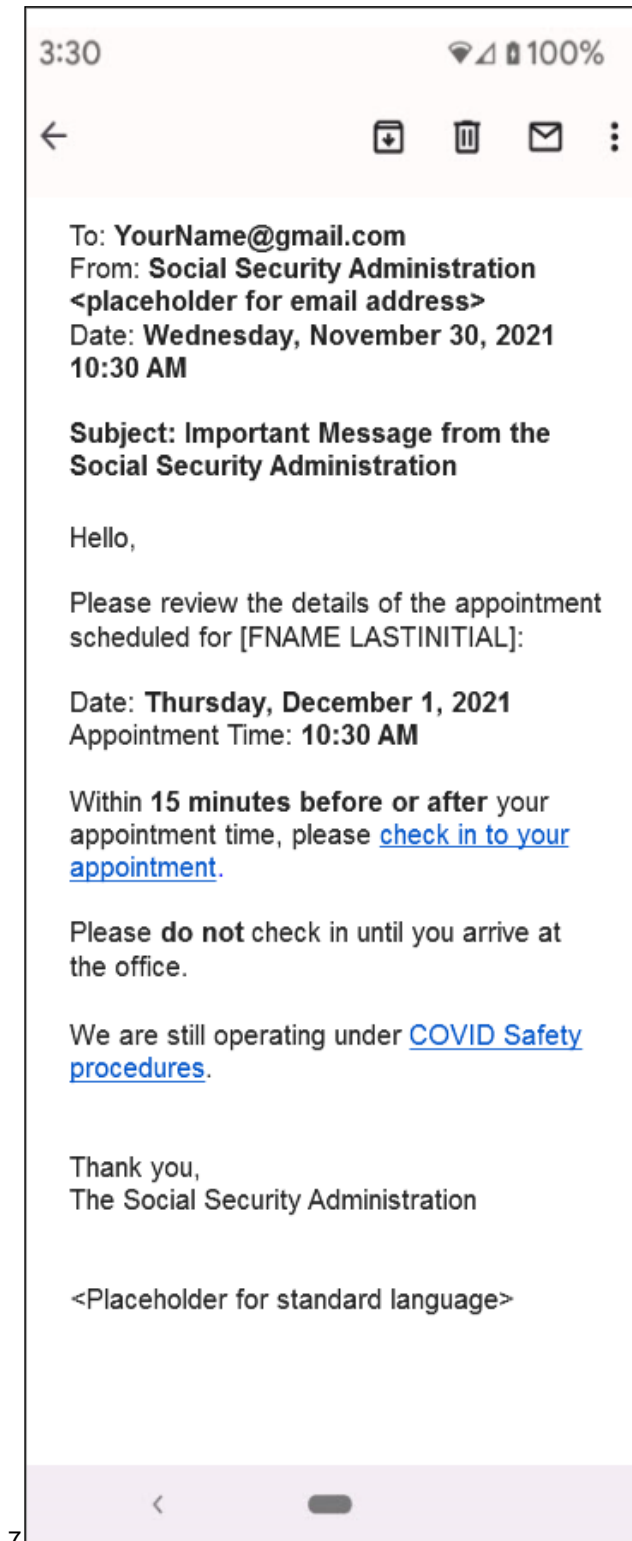 3:30 100%
To: YourName@gmail.com
From: Social Security Administration
<placeholder for email address>
Date: Wednesday, November 30, 2021
10:30 AM
Subject: Important Message from the
Social Security Administration
Hello,
Please review the details of the appointment
scheduled for [FNAME LASTINITIAL]:
Date: Thursday, December 1, 2021
Appointment Time: 10:30 AM
Within 15 minutes before or after your
appointment time, please check in to your
appointment.
Please do not check in until you arrive at
the office.
We are still operating under COVID Safety
procedures.
Thank you,
The Social Security Administration
<Placeholder for standard language>
7